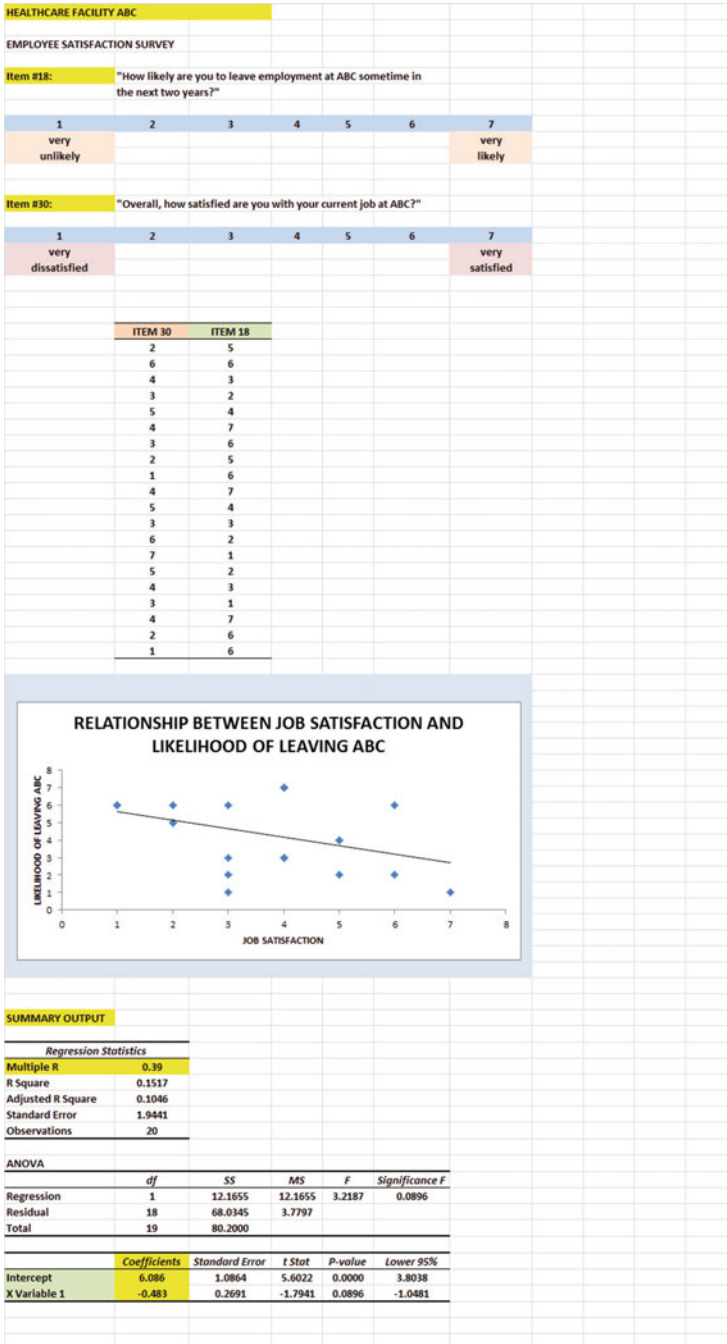 HEALTHCARE FACILITY ABC
EMPLOYEE SATISFACTION SURVEY
Item #18: "How likely are you to leave employment at ABC sometime in
the next two years?"
1 2 3 4 5 6 7
very very
unlikely likely
Item #30: "Overall, how satisfied are you with your current job at ABC?"
1 2 3 4 5 6 7
very very
dissatisfied satisfied
ITEM 30 ITEM 18
2 5
6 6
4 3
3 2
5 4
4 7
3 6
2 5
1 6
4 7
5 4
3 3
6 2
7 1
5 2
4 3
3 1
4 7
2 6
1 6
RELATIONSHIP BETWEEN JOB SATISFACTION AND
LIKELIHOOD OF LEAVING ABC
LIKELIHOOD OF LEAVING ABC
8
7
6
5
4
3
2
1
0
0 1 2 3 4 5 6 7 8
JOB SATISFACTION
SUMMARY OUTPUT
Regression Statistics
Multiple R 0.39
R Square 0.1517
Adjusted R Square 0.1046
Standard Error 1.9441
Observations 20
ANOVA
df SS MS F Significance F
Regression 1 12.1655 12.1655 3.2187 0.0896
Residual 18 68.0345 3.7797
Total 19 80.2000
Coefficients Standard Error t Stat P-value Lower 95%
Intercept 6.086 1.0864 5.6022 0.0000 3.8038
X Variable 1 -0.483 0.2691 -1.7941 0.0896 -1.0481